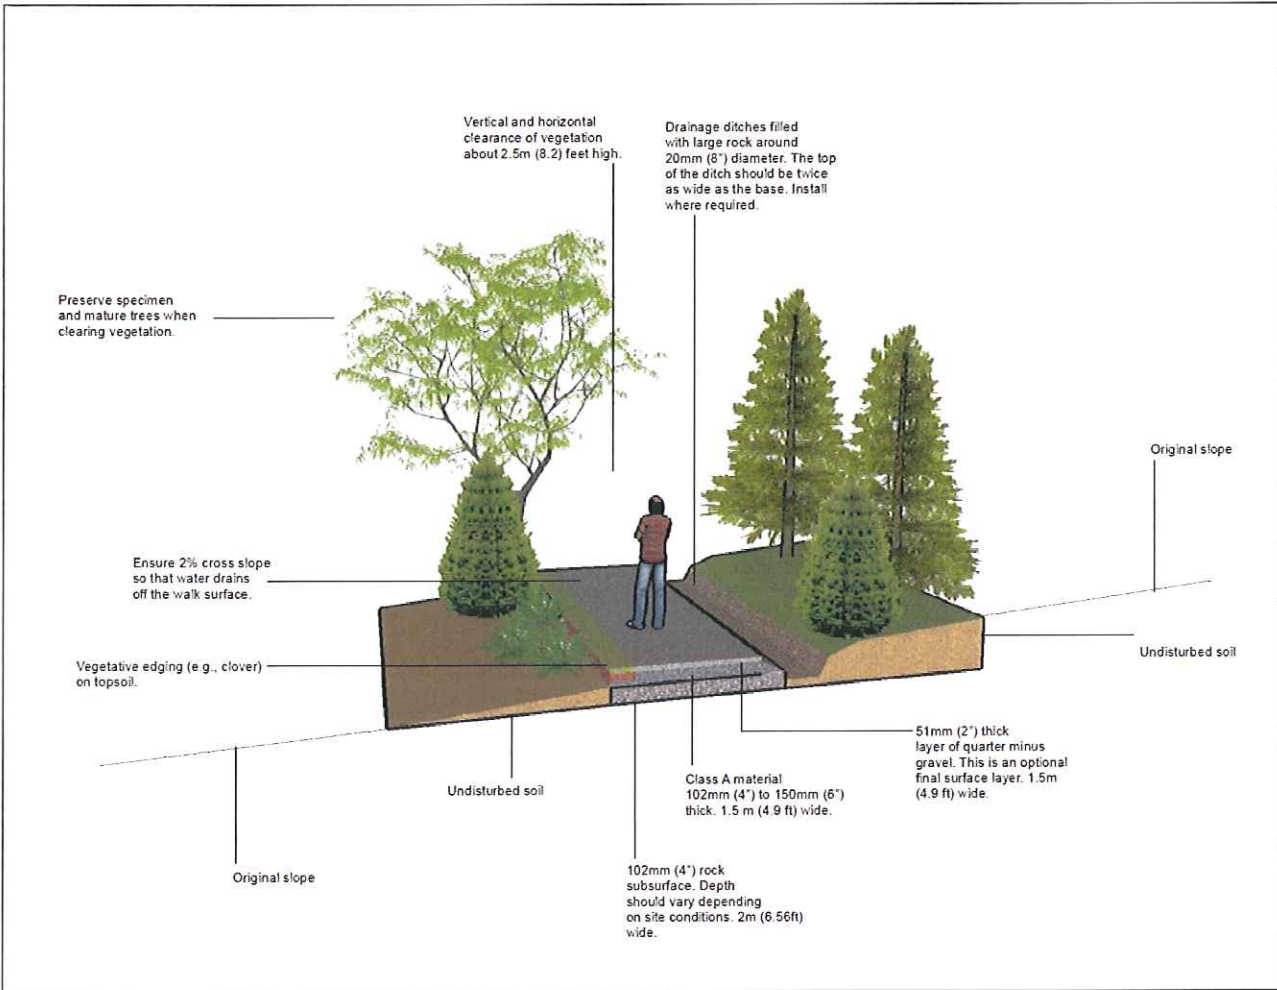 Vertical and horizontal
clearance of vegetation
about 2.5m (8.2) feet high.
Drainage ditches filled
with large rock around
20mm (8") diameter. The top
of the ditch should be twice
as wide as the base. Install
where required.
Preserve specimen
and mature trees when
clearing vegetation.
Original slope
Ensure 2% cross slope
so that water drains
off the walk surface.
Undisturbed soil
Vegetative edging (e.g., clover)
on topsoil.
51mm (2") thick
layer of quarter minus
gravel. This is an optional
final surface layer. 1.5m
(4.9 ft) wide.
Class A material
102mm (4") to 150mm (6")
thick. 1.5 m (4.9 ft) wide.
Undisturbed soil
102mm (4") rock
subsurface. Depth
should vary depending
on site conditions. 2m (6.56ft)
wide.
Original slope